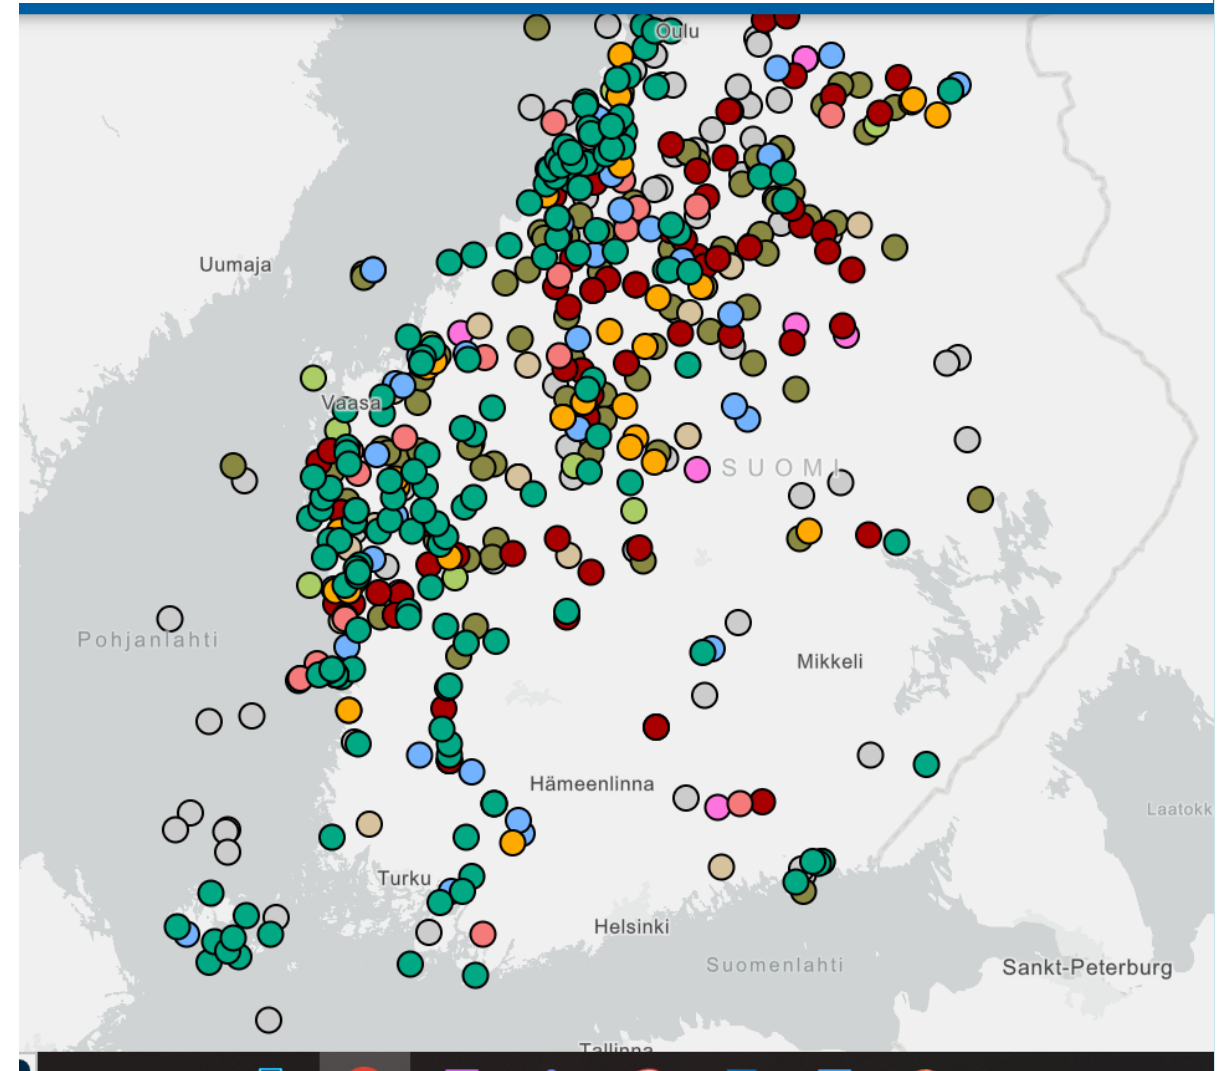 Oulu
Uumaja
Vaasa
SUOMI
Pohjanlahti
Mikkeli
Hämeenlinna
Laatokk
Turku
Helsinki
Suomenlahti
Sankt-Peterburg
Tallinna